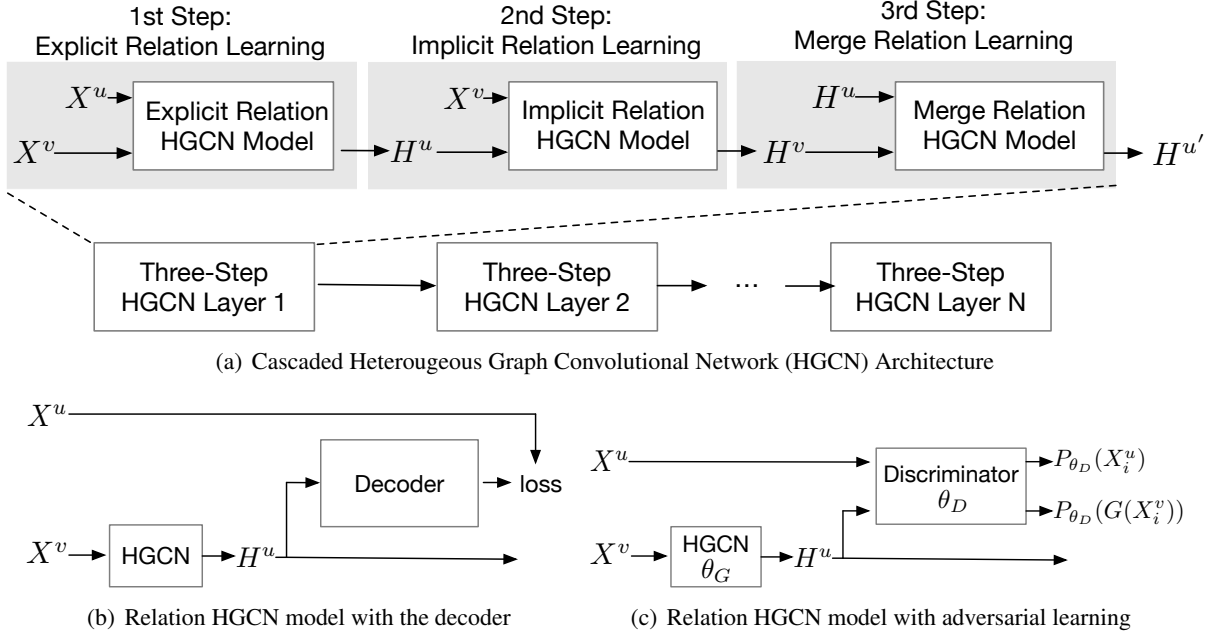 1st Step:
Explicit Relation Learning
2nd Step:
Implicit Relation Learning
3rd Step:
Merge Relation Learning
X^u
Explicit Relation
HGCN Model
X^v
H^u
X^v
Implicit Relation
HGCN Model
H^v
H^u
Merge Relation
HGCN Model
H^{u'}
Three-Step
HGCN Layer 1
Three-Step
HGCN Layer 2
...
Three-Step
HGCN Layer N
(a) Cascaded Heterougeous Graph Convolutional Network (HGCN) Architecture
X^u
Decoder
loss
X^v
HGCN
H^u
(b) Relation HGCN model with the decoder
X^u
Discriminator
θ_D
P_{θ_D}(X_i^u)
P_{θ_D}(G(X_i^v))
X^v
HGCN
θ_G
H^u
(c) Relation HGCN model with adversarial learning